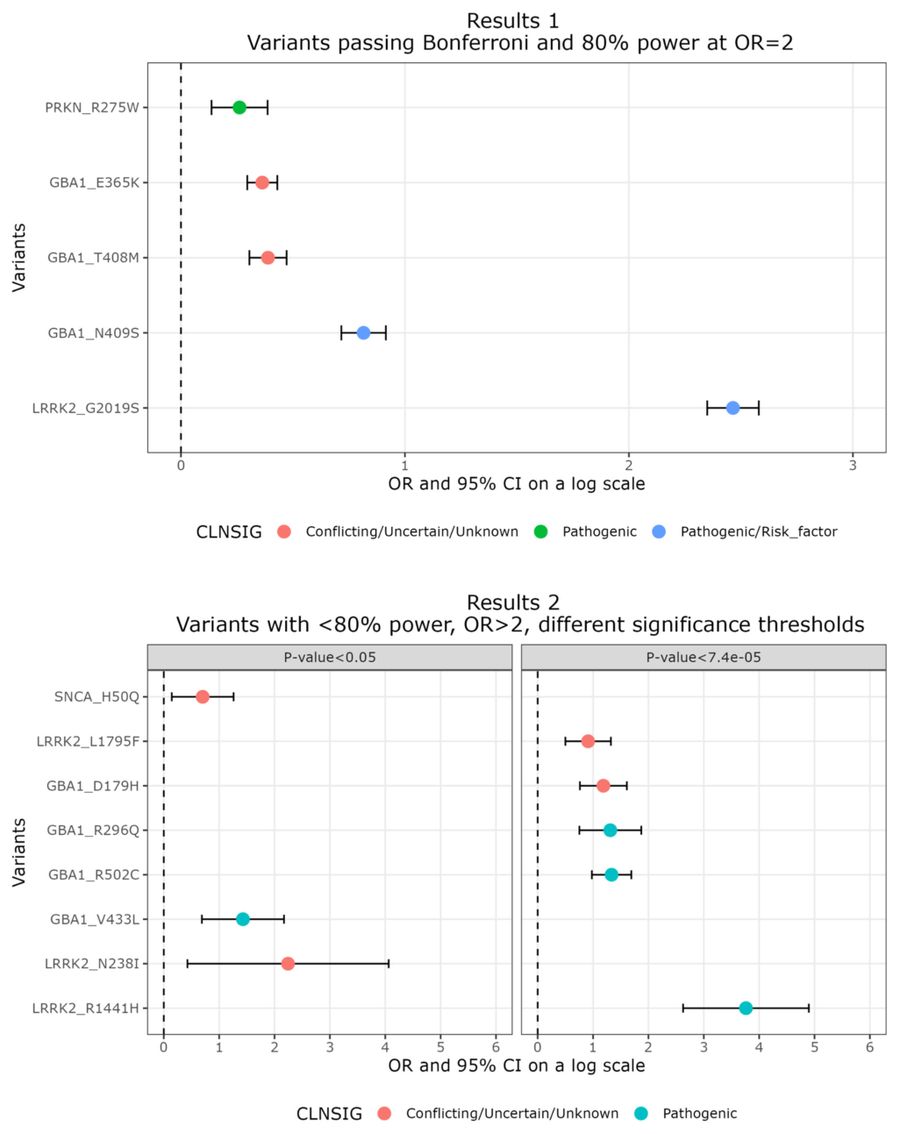 Results 1
Variants passing Bonferroni and 80% power at OR=2
Variants
PRKN_R275W
GBA1_E365K
GBA1_T408M
GBA1_N409S
LRRK2_G2019S
0 1 2 3
OR and 95% CI on a log scale
CLNSIG Conflicting/Uncertain/Unknown Pathogenic Pathogenic/Risk_factor
Results 2
Variants with <80% power, OR>2, different significance thresholds
P-value<0.05 P-value<7.4e-05
Variants
SNCA_H50Q
LRRK2_L1795F
GBA1_D179H
GBA1_R296Q
GBA1_R502C
GBA1_V433L
LRRK2_N238I
LRRK2_R1441H
0 1 2 3 4 5 6 0 1 2 3 4 5 6
OR and 95% CI on a log scale
CLNSIG Conflicting/Uncertain/Unknown Pathogenic